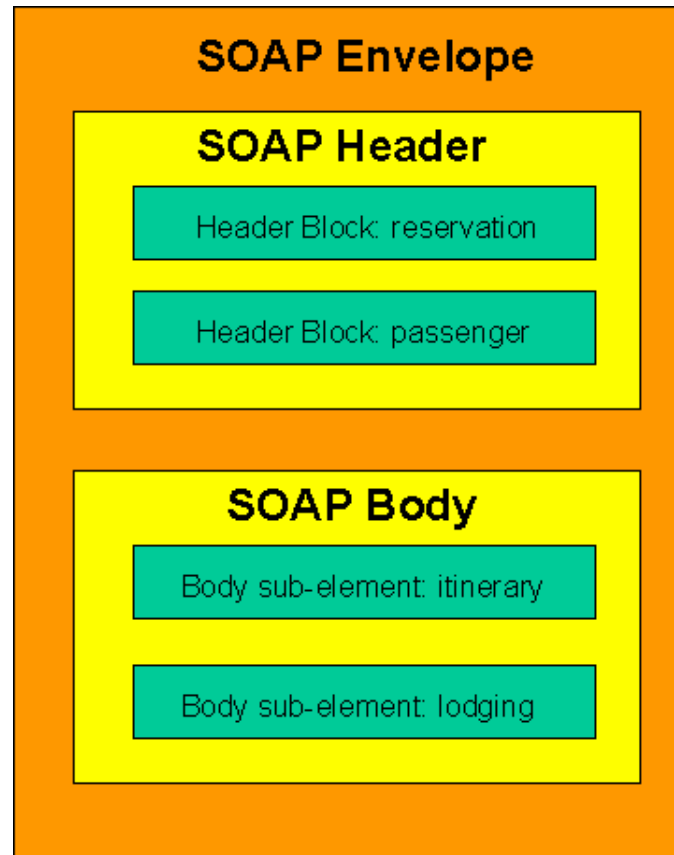 SOAP Envelope
SOAP Header
Header Block: reservation
Header Block: passenger
SOAP Body
Body sub-element: itinerary
Body sub-element: lodging